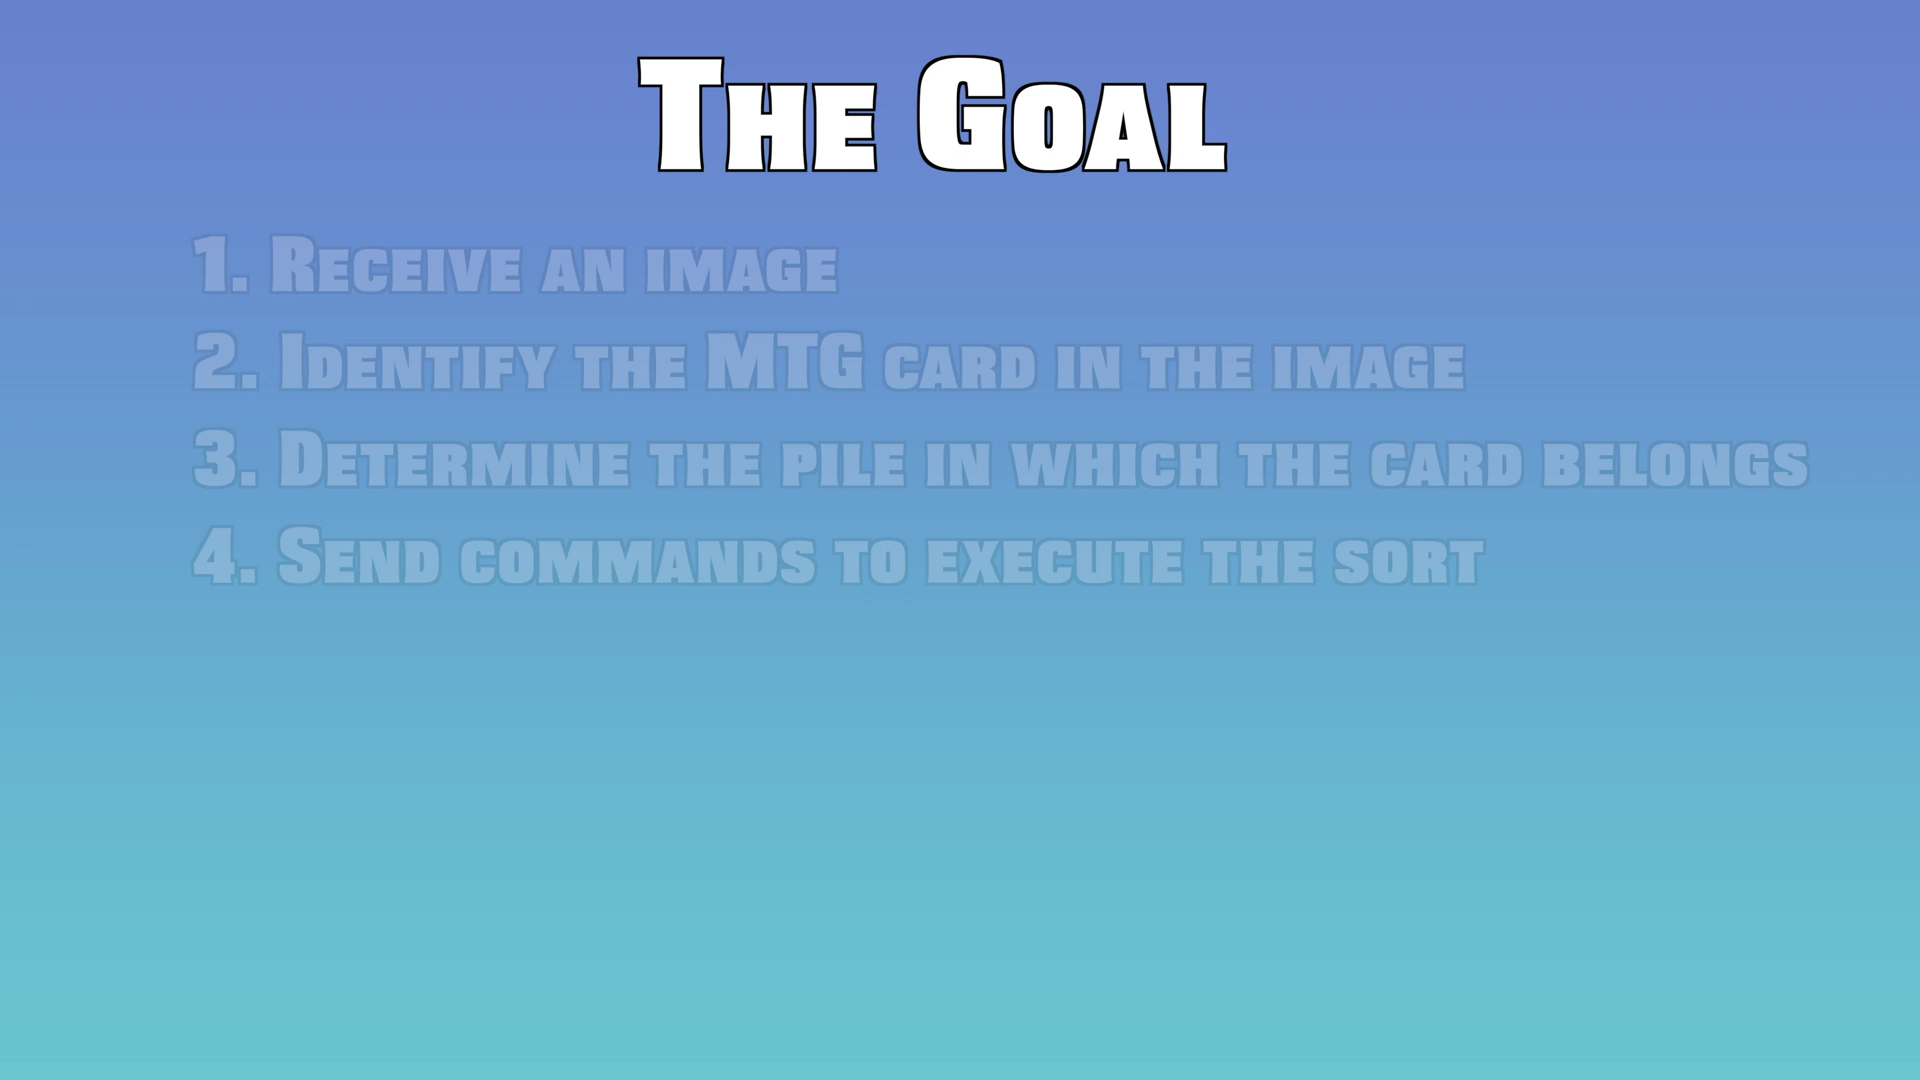 The Goal
1. Receive an image
2. Identify the MTG card in the image
3. Determine the pile in which the card belongs
4. Send commands to execute the sort